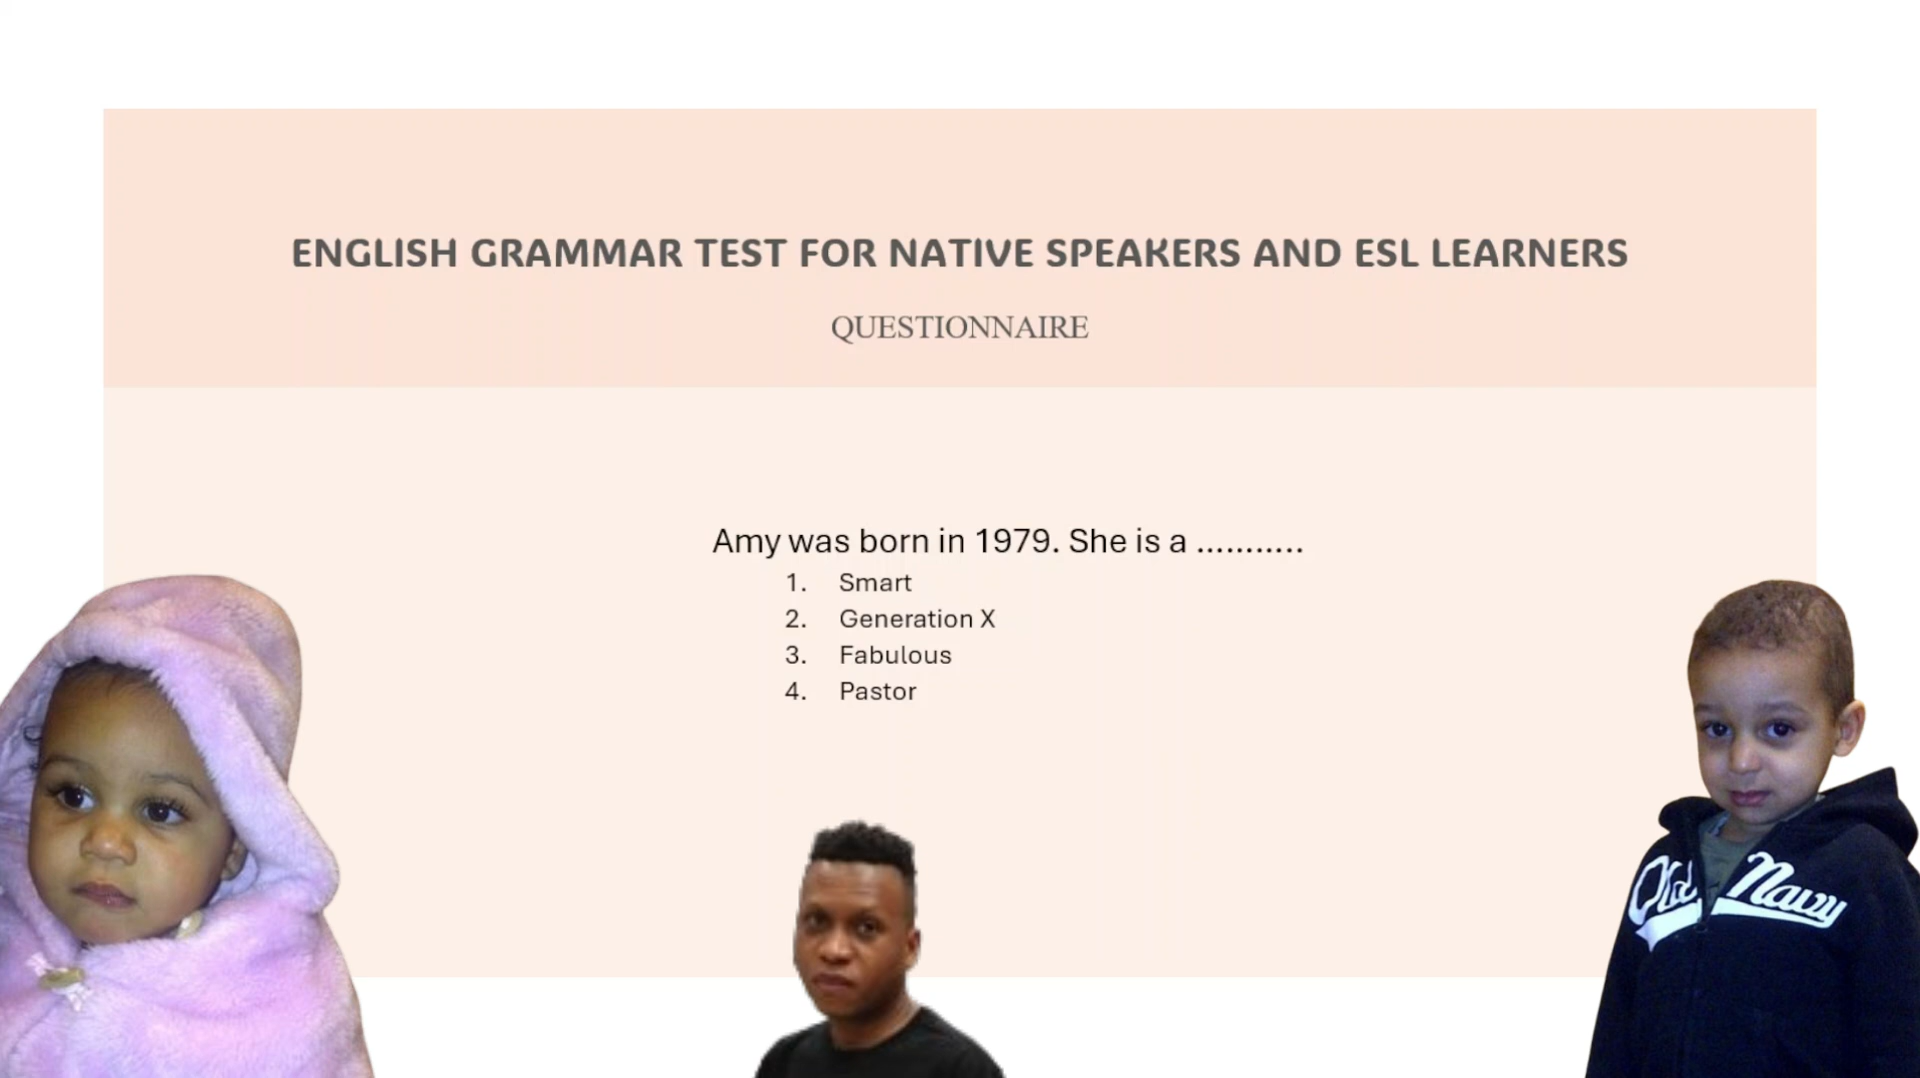 ENGLISH GRAMMAR TEST FOR NATIVE SPEAKERS AND ESL LEARNERS
QUESTIONNAIRE
Amy was born in 1979. She is a ...........
1. Smart
2. Generation X
3. Fabulous
4. Pastor
Old Navy